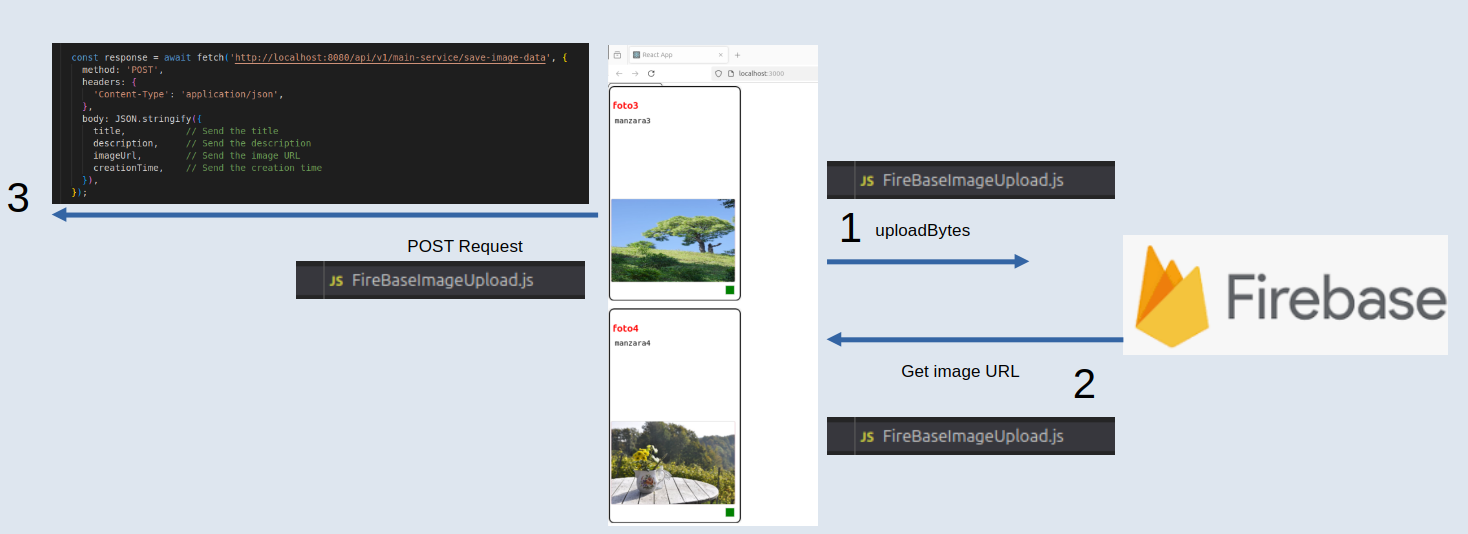 const response = await fetch('http://localhost:8080/api/v1/main-service/save-image-data', {
method: 'POST',
headers: {
'Content-Type': 'application/json',
},
body: JSON.stringify({
title, // Send the title
description, // Send the description
imageUrl, // Send the image URL
creationTime, // Send the creation time
}),
});
3
POST Request
JS FireBaseImageUpload.js
React App
localhost:3000
foto3
manzara3
foto4
manzara4
JS FireBaseImageUpload.js
1 uploadBytes
Firebase
Get image URL
2
JS FireBaseImageUpload.js